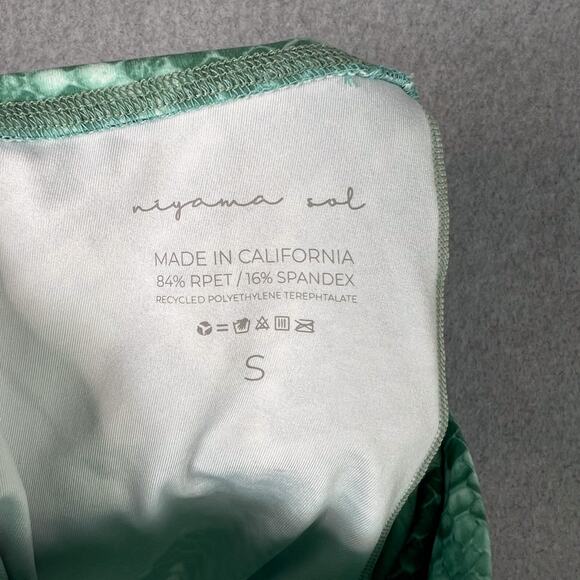 niyama sol
MADE IN CALIFORNIA
84% RPET / 16% SPANDEX
RECYCLED POLYETHYLENE TEREPHTALATE
S